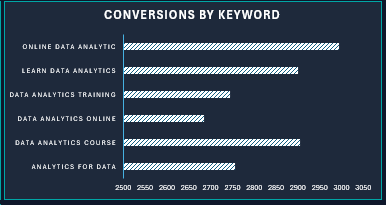 CONVERSIONS BY KEYWORD
ONLINE DATA ANALYTIC
LEARN DATA ANALYTICS
DATA ANALYTICS TRAINING
DATA ANALYTICS ONLINE
DATA ANALYTICS COURSE
ANALYTICS FOR DATA
2500 2550 2600 2650 2700 2750 2800 2850 2900 2950 3000 3050